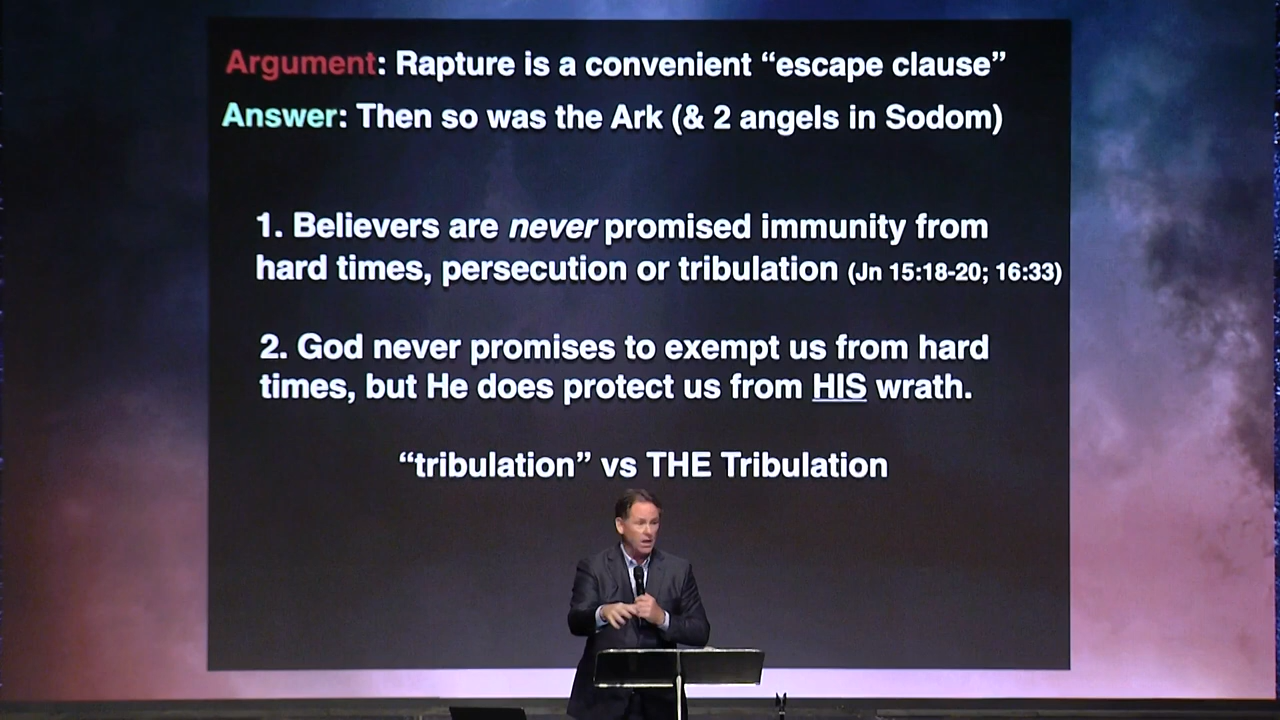 Argument: Rapture is a convenient “escape clause”
Answer: Then so was the Ark (& 2 angels in Sodom)
1. Believers are never promised immunity from
hard times, persecution or tribulation (Jn 15:18-20; 16:33)
2. God never promises to exempt us from hard
times, but He does protect us from HIS wrath.
“tribulation” vs THE Tribulation